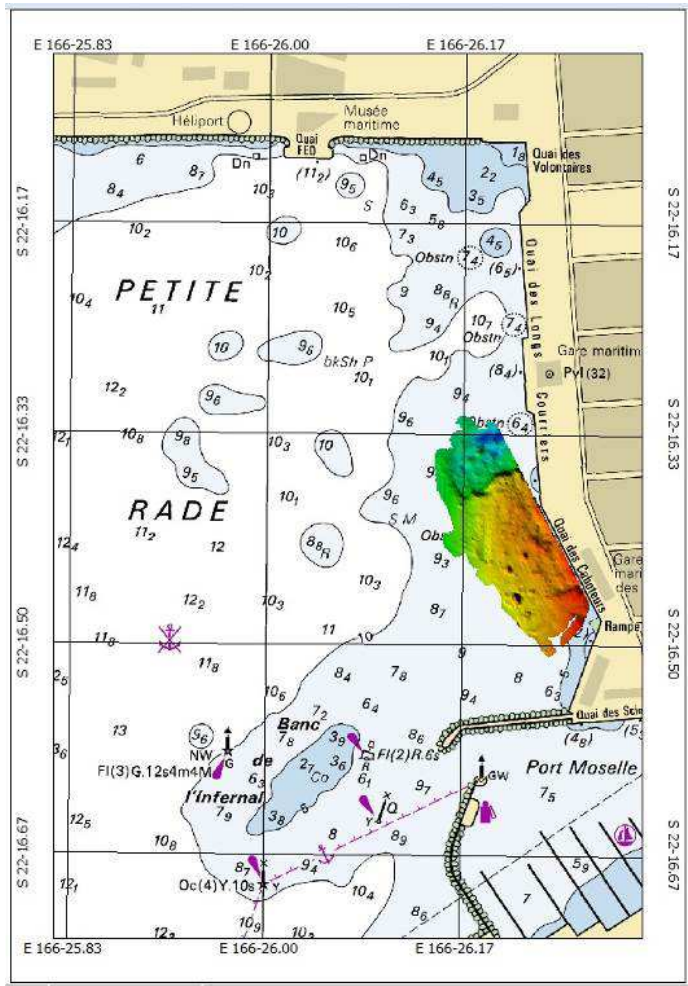 E 166-25.83 E 166-26.00 E 166-26.17
Héliport
Musée
maritime
Quai
FED
Dn
Dn
6
8₇
8₄
10₃
(11₂)
9₅
S
4₅
2₂
3₅
1₈
Quai des
Volontaires
S 22-16.17
S 22-16.17
10₂
10
10₆
6₃
5₈
7₃
4₅
Obstn
7₄
(6₅)
10₂
10₄
PETITE
11
10₅
9
8₈
R
9₄
10₇
Obstn
7₄
Quai des Longs Courriers
Gare maritim
Pyl (32)
10
9₆
bkSh P
10₁
10₁
(8₄)
12₂
9₆
9₄
9₆
Obstn
6₄
S 22-16.33
S 22-16.33
12₁
10₈
9₈
9₅
10₃
10
9
10₁
9₆
S M
RADE
11₂
12
8₈
R
Obs
9₃
12₄
10₃
Quai des Caboteurs
Gare
mari
des
11₈
12₂
10₃
8₇
Rampe
11₈
11
10
9
S 22-16.50
S 22-16.50
11₈
10₆
8₄
7₈
9₄
8
6₃
13
7₂
6₄
Banc
de
l'Infernal
7₈
3₉
3₆
2₇
Co
6₃
6₁
8₆
Quai des Scin
(4₈)
9₆
NW
G
Fl(3)G.12s4m4M
R
Fl(2)R.6s
9₇
GW
Port Moselle
7₅
7₉
3₈
Q
Y
8
8₉
12₅
10₈
S 22-16.67
S 22-16.67
8₇
9₄
5₉
12₁
Oc(4)Y.10s
Y
10₄
8₆
7
10₉
E 166-25.83 E 166-26.00 E 166-26.17